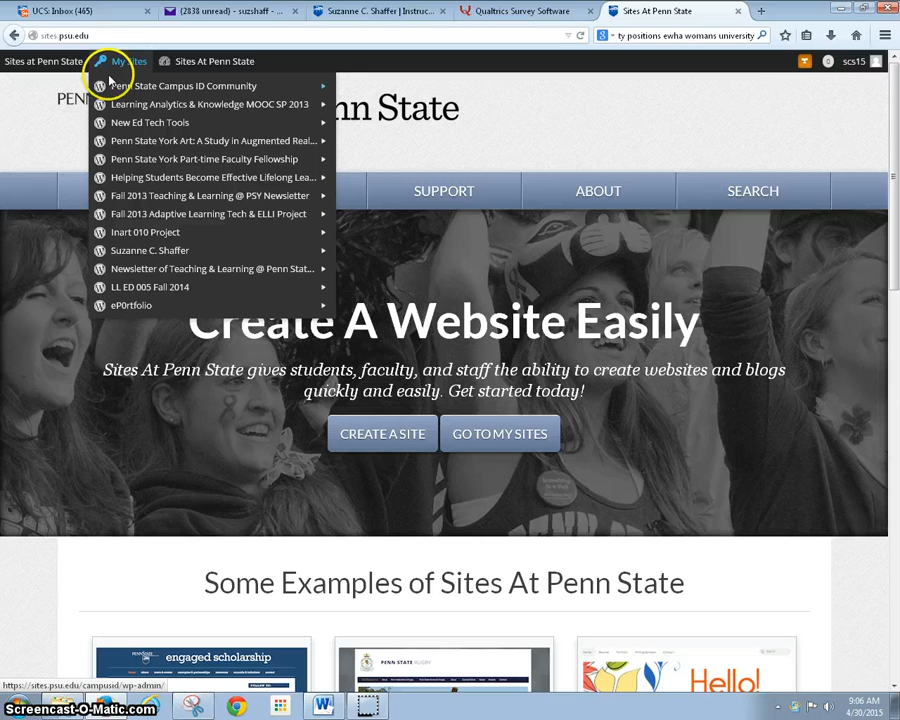 UCS: Inbox (465)
(2838 unread) - suzshaff - ...
Suzanne C. Shaffer | Instruc...
Qualtrics Survey Software
Sites At Penn State
sites.psu.edu
ty positions ewha womans university
Sites at Penn State
My Sites
Sites At Penn State
0
scs15
Penn State Campus ID Community
Learning Analytics & Knowledge MOOC SP 2013
New Ed Tech Tools
Penn State York Art: A Study in Augmented Real...
Penn State York Part-time Faculty Fellowship
Helping Students Become Effective Lifelong Lea...
Fall 2013 Teaching & Learning @ PSY Newsletter
Fall 2013 Adaptive Learning Tech & ELLI Project
Inart 010 Project
Suzanne C. Shaffer
Newsletter of Teaching & Learning @ Penn Stat...
LL ED 005 Fall 2014
eP0rtfolio
PEN
nn State
SUPPORT
ABOUT
SEARCH
Create A Website Easily
Sites At Penn State gives students, faculty, and staff the ability to create websites and blogs
quickly and easily. Get started today!
CREATE A SITE
GO TO MY SITES
Some Examples of Sites At Penn State
PENNSTATE
engaged scholarship
PENN STATE RUGBY
Hello!
https://sites.psu.edu/campusid/wp-admin/
Screencast-O-Matic.com
9:06 AM
4/30/2015